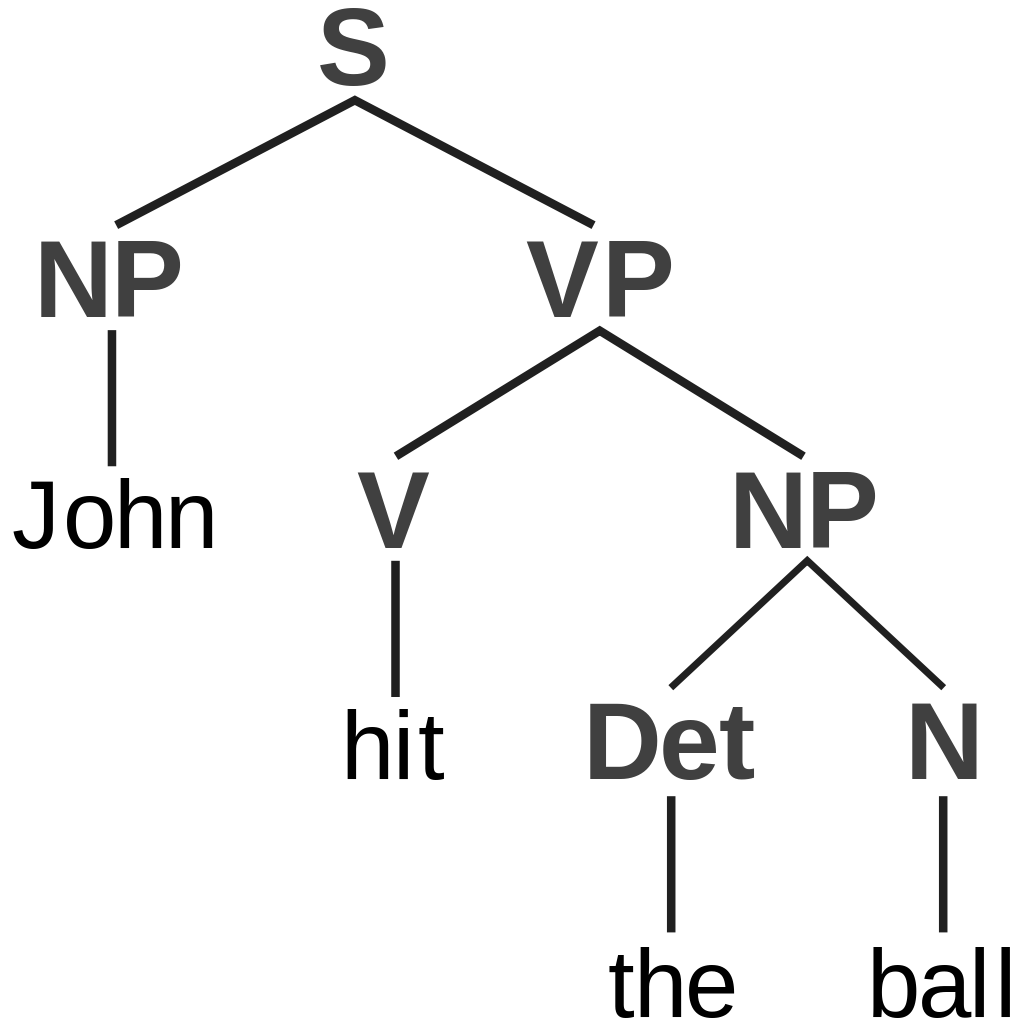 S
NP VP
John V NP
hit Det N
the ball